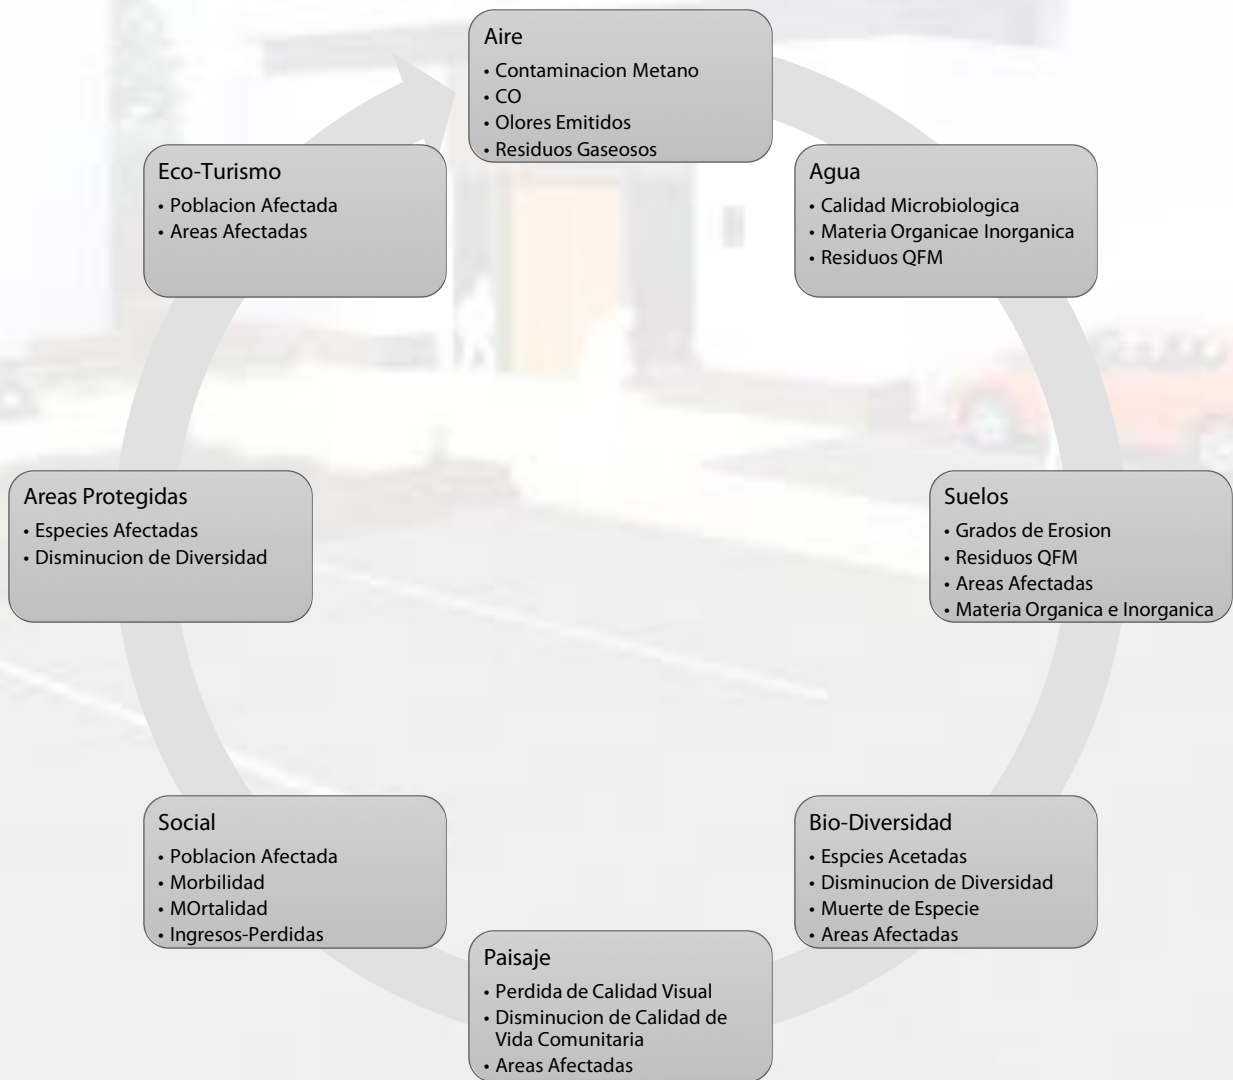 Aire
• Contaminacion Metano
• CO
• Olores Emitidos
• Residuos Gaseosos
Agua
• Calidad Microbiologica
• Materia Organicae Inorganica
• Residuos QFM
Suelos
• Grados de Erosion
• Residuos QFM
• Areas Afectadas
• Materia Organica e Inorganica
Bio-Diversidad
• Espcies Acetadas
• Disminucion de Diversidad
• Muerte de Especie
• Areas Afectadas
Paisaje
• Perdida de Calidad Visual
• Disminucion de Calidad de
Vida Comunitaria
• Areas Afectadas
Social
• Poblacion Afectada
• Morbilidad
• MOrtalidad
• Ingresos-Perdidas
Areas Protegidas
• Especies Afectadas
• Disminucion de Diversidad
Eco-Turismo
• Poblacion Afectada
• Areas Afectadas